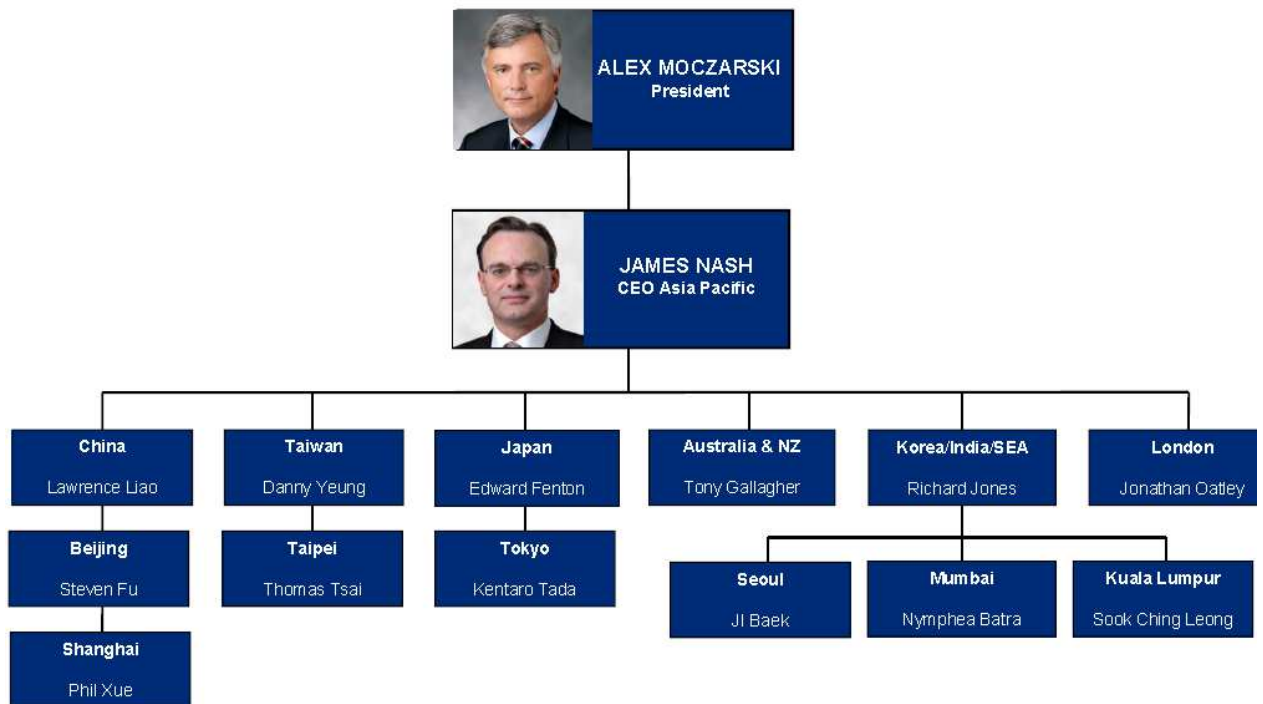 ALEX MOCZARSKI
President
JAMES NASH
CEO Asia Pacific
China
Lawrence Liao
Taiwan
Danny Yeung
Japan
Edward Fenton
Australia & NZ
Tony Gallagher
Korea/India/SEA
Richard Jones
London
Jonathan Oatley
Beijing
Steven Fu
Taipei
Thomas Tsai
Tokyo
Kentaro Tada
Seoul
JI Baek
Mumbai
Nymphea Batra
Kuala Lumpur
Sook Ching Leong
Shanghai
Phil Xue